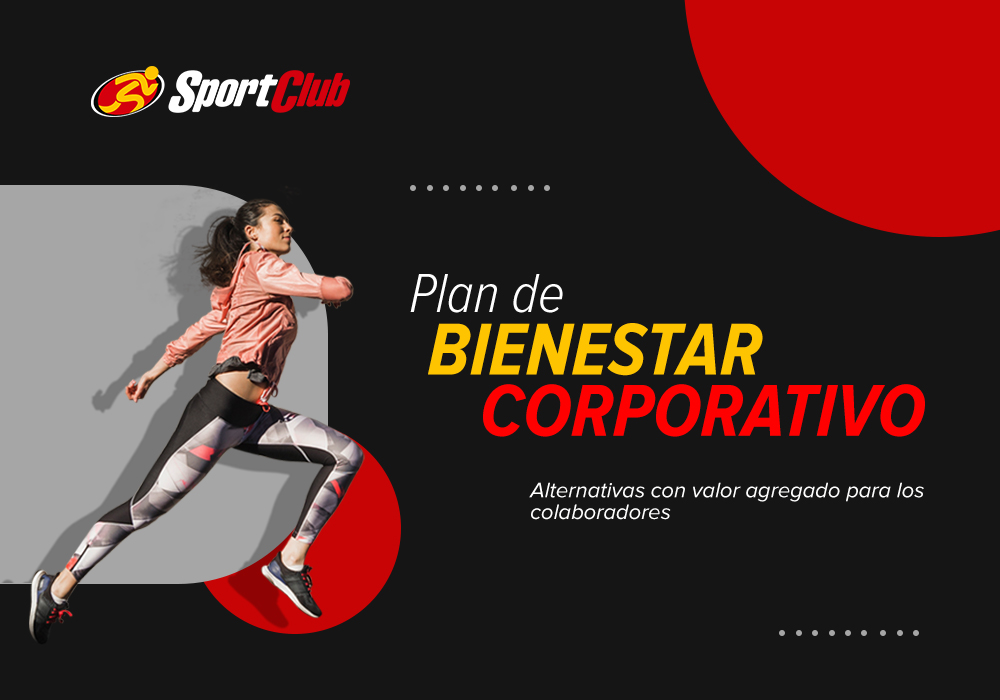 SportClub
Plan de
BIENESTAR
CORPORATIVO
Alternativas con valor agregado para los
colaboradores